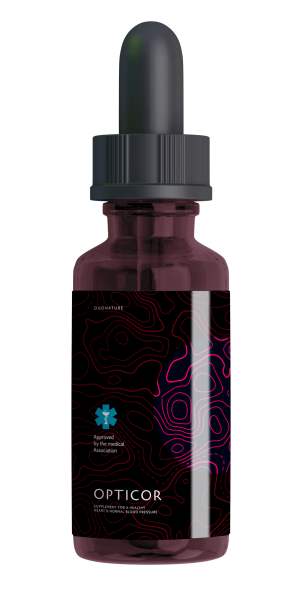 DUONATURE
Approved
by the medical
Association
OPTICOR
SUPPLEMENT FOR A HEALTHY
HEART & NORMAL BLOOD PRESSURE